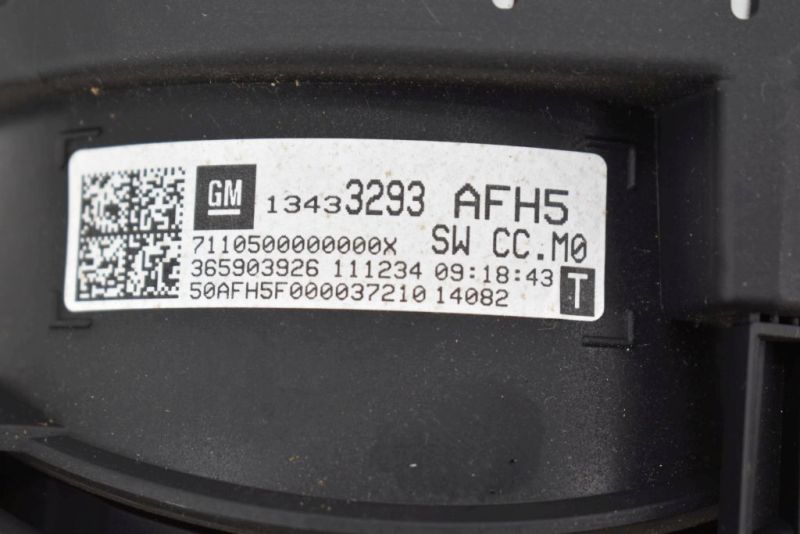 GM 13433293 AFH5
7110500000000X SW CC.M0
365903926 111234 09:18:43
50AFH5F000037210 14082 T